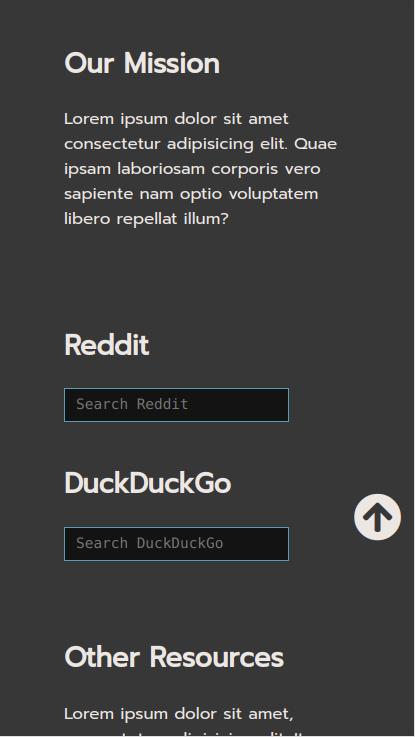 Our Mission
Lorem ipsum dolor sit amet
consectetur adipisicing elit. Quae
ipsam laboriosam corporis vero
sapiente nam optio voluptatem
libero repellat illum?
Reddit
Search Reddit
DuckDuckGo
Search DuckDuckGo
Other Resources
Lorem ipsum dolor sit amet,